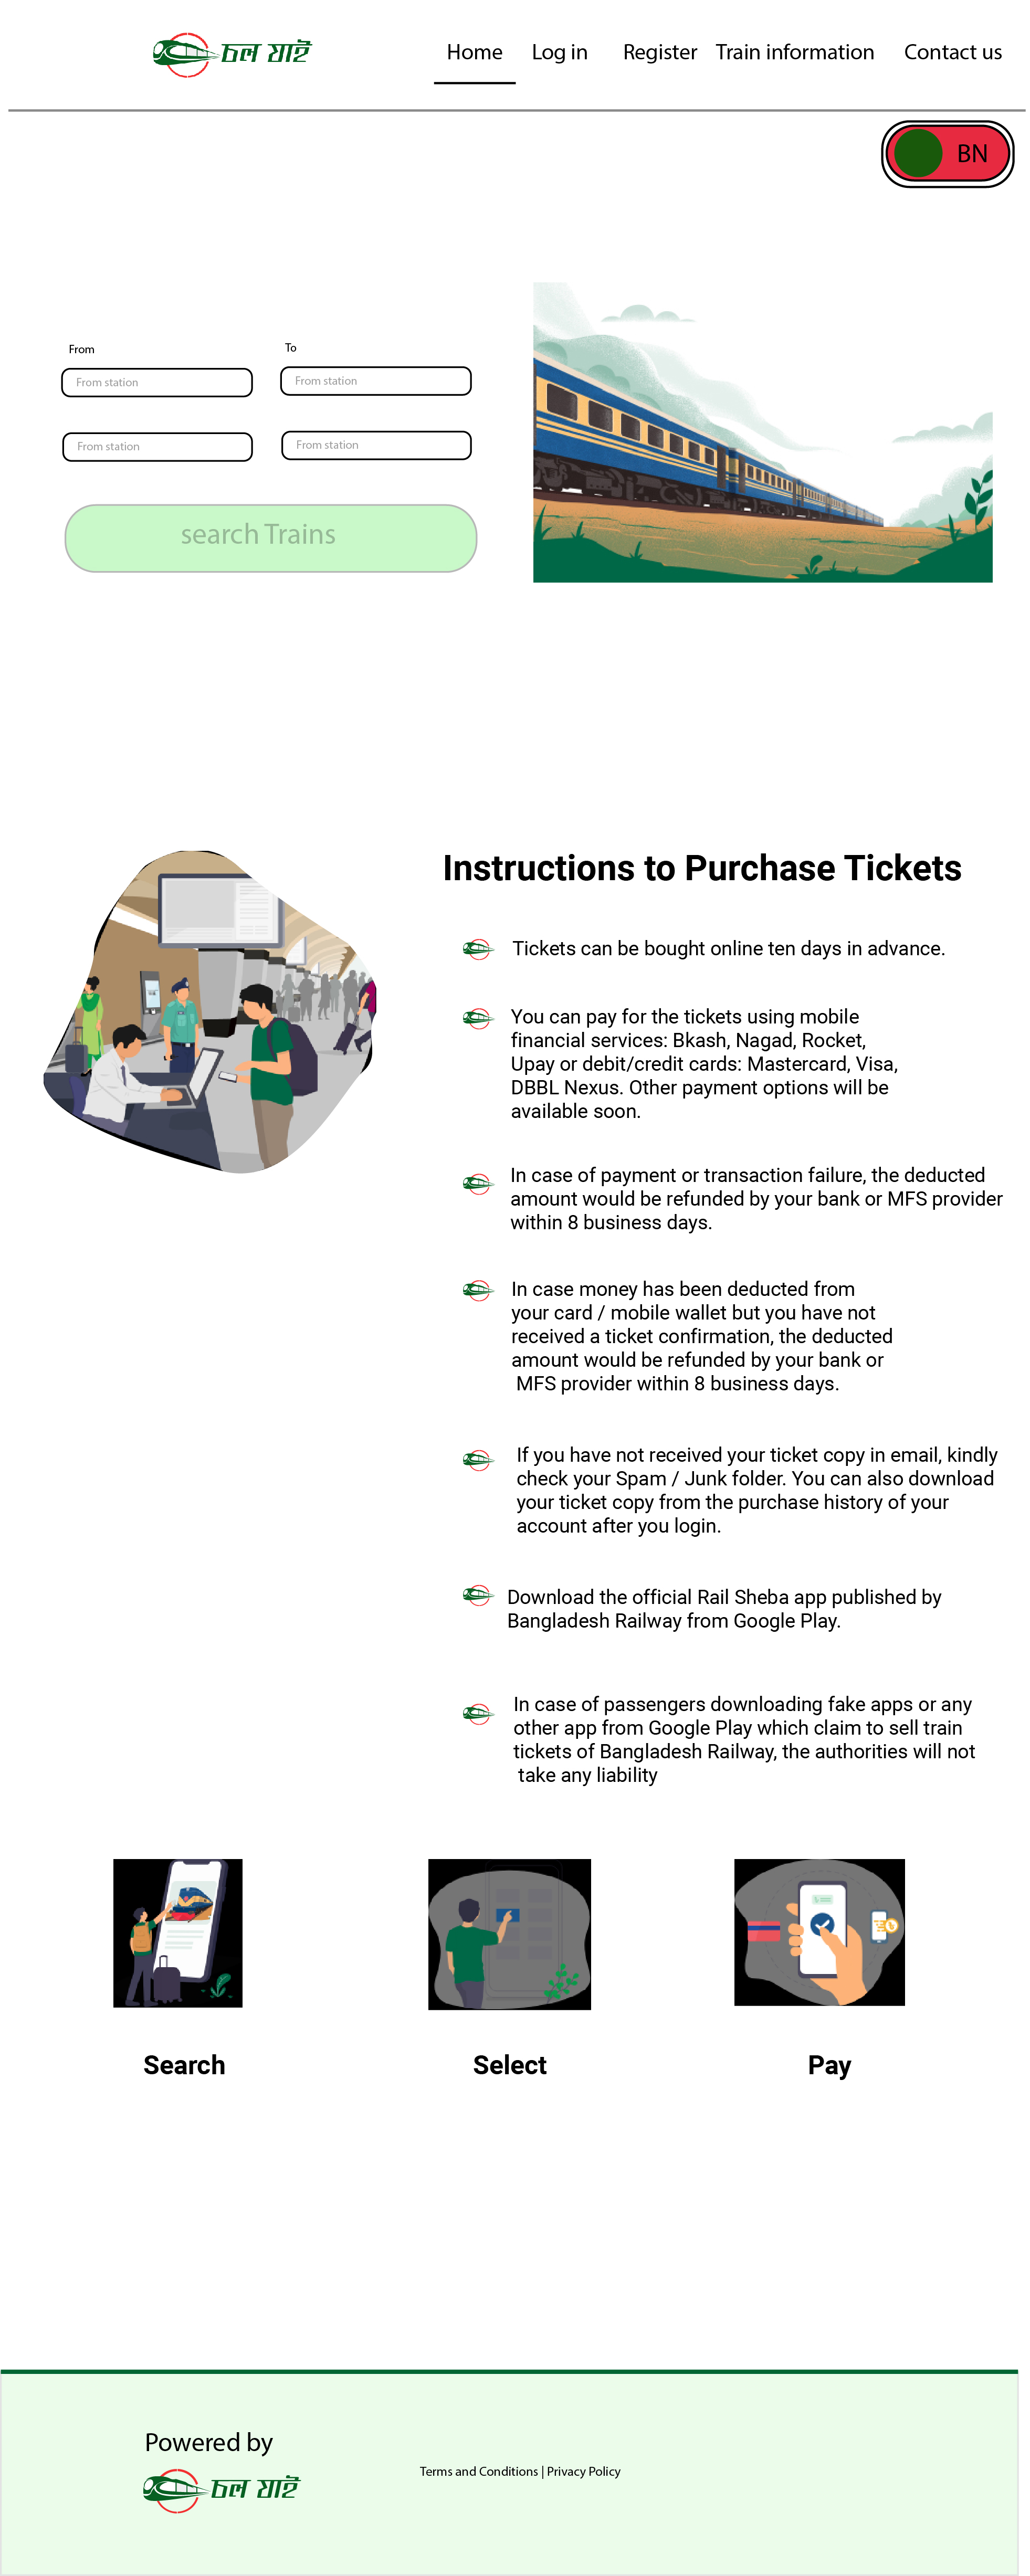 চল যাই
Home Log in Register Train information Contact us
BN
From To
From station From station
From station From station
search Trains
Instructions to Purchase Tickets
Tickets can be bought online ten days in advance.
You can pay for the tickets using mobile
financial services: Bkash, Nagad, Rocket,
Upay or debit/credit cards: Mastercard, Visa,
DBBL Nexus. Other payment options will be
available soon.
In case of payment or transaction failure, the deducted
amount would be refunded by your bank or MFS provider
within 8 business days.
In case money has been deducted from
your card / mobile wallet but you have not
received a ticket confirmation, the deducted
amount would be refunded by your bank or
MFS provider within 8 business days.
If you have not received your ticket copy in email, kindly
check your Spam / Junk folder. You can also download
your ticket copy from the purchase history of your
account after you login.
Download the official Rail Sheba app published by
Bangladesh Railway from Google Play.
In case of passengers downloading fake apps or any
other app from Google Play which claim to sell train
tickets of Bangladesh Railway, the authorities will not
take any liability
Search Select Pay
Powered by
চল যাই
Terms and Conditions | Privacy Policy